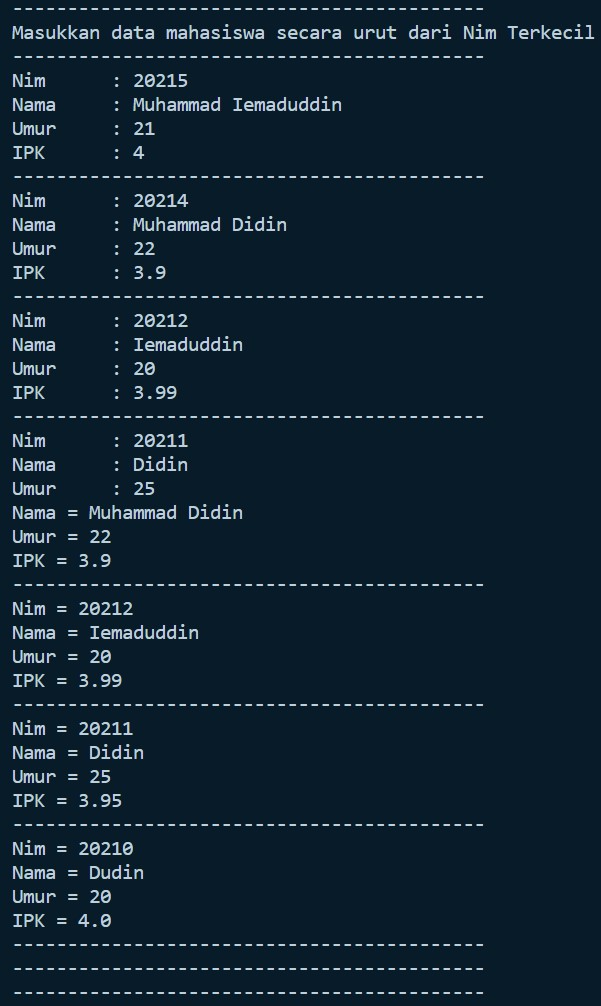 -------------------------------------------
Masukkan data mahasiswa secara urut dari Nim Terkecil
-------------------------------------------
Nim      : 20215
Nama     : Muhammad Iemaduddin
Umur     : 21
IPK      : 4
-------------------------------------------
Nim      : 20214
Nama     : Muhammad Didin
Umur     : 22
IPK      : 3.9
-------------------------------------------
Nim      : 20212
Nama     : Iemaduddin
Umur     : 20
IPK      : 3.99
-------------------------------------------
Nim      : 20211
Nama     : Didin
Umur     : 25
Nama = Muhammad Didin
Umur = 22
IPK = 3.9
-------------------------------------------
Nim = 20212
Nama = Iemaduddin
Umur = 20
IPK = 3.99
-------------------------------------------
Nim = 20211
Nama = Didin
Umur = 25
IPK = 3.95
-------------------------------------------
Nim = 20210
Nama = Dudin
Umur = 20
IPK = 4.0
-------------------------------------------
-------------------------------------------
-------------------------------------------